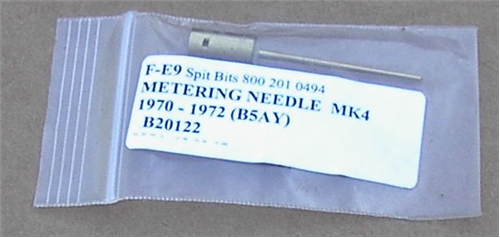 F-E9 Spit Bits 800 201 0494
METERING NEEDLE MK4
1970 - 1972 (B5AY)
B20122